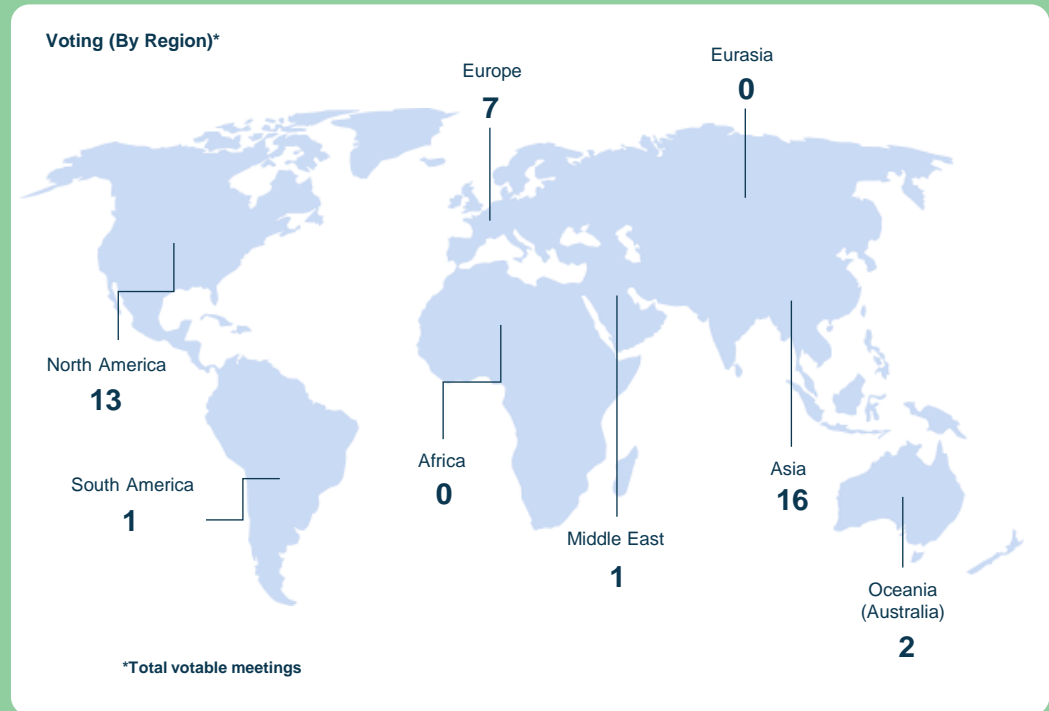 Voting (By Region)*
Europe
7
Eurasia
0
North America
13
South America
1
Africa
0
Middle East
1
Asia
16
Oceania
(Australia)
2
*Total votable meetings